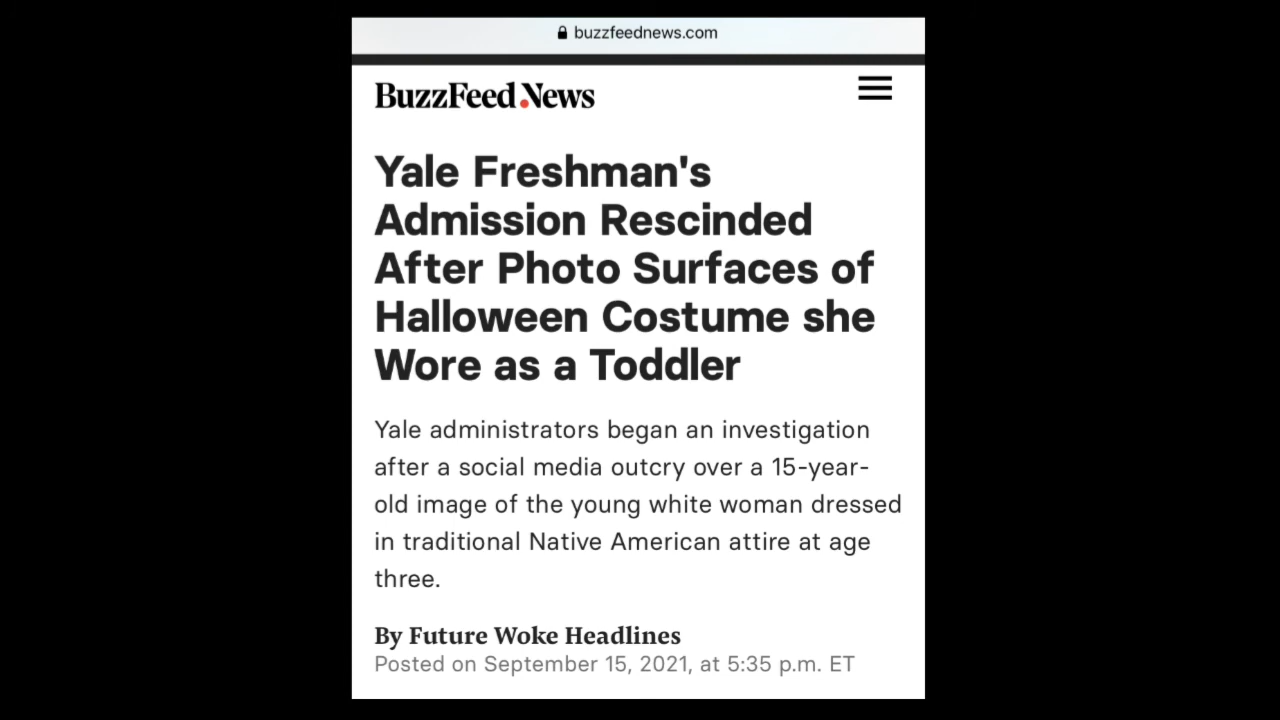 buzzfeednews.com
BuzzFeed News
Yale Freshman's
Admission Rescinded
After Photo Surfaces of
Halloween Costume she
Wore as a Toddler
Yale administrators began an investigation
after a social media outcry over a 15-year-
old image of the young white woman dressed
in traditional Native American attire at age
three.
By Future Woke Headlines
Posted on September 15, 2021, at 5:35 p.m. ET